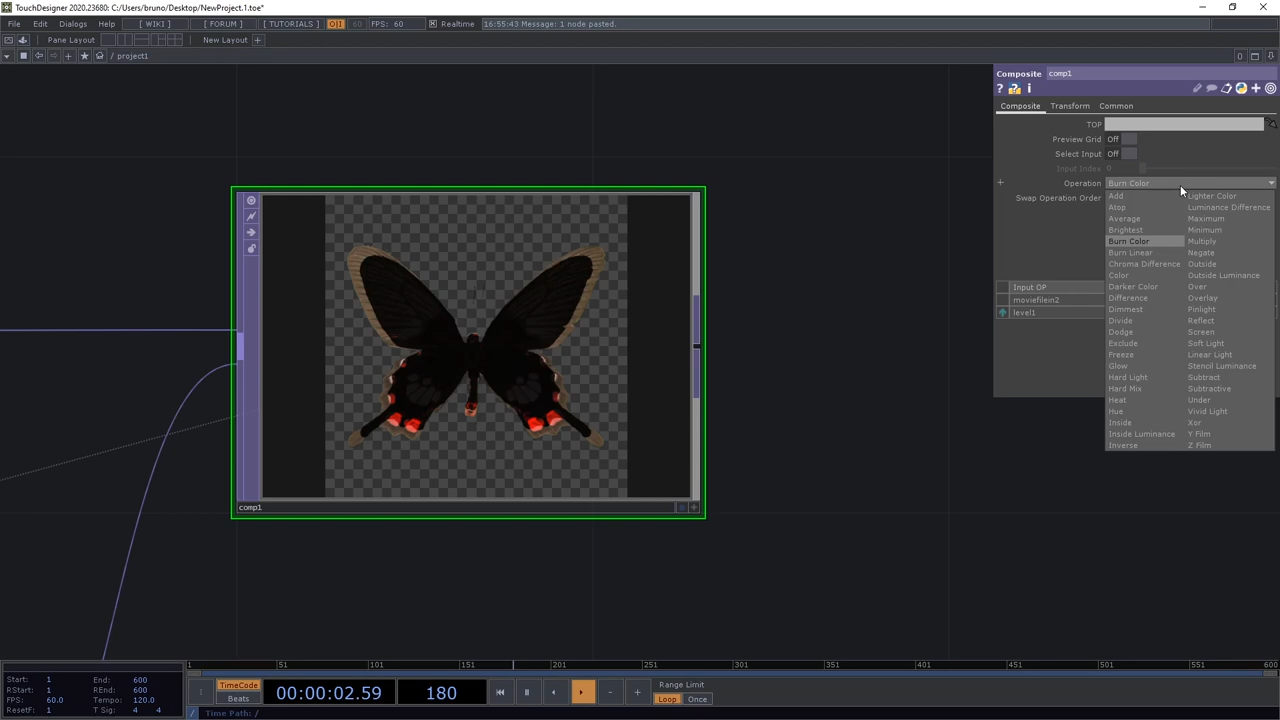 TouchDesigner 2020.23680: C:/Users/bruno/Desktop/NewProject.1.toe*
File Edit Dialogs Help [ WIKI ] [ FORUM ] [ TUTORIALS ] O|I 60 FPS: 60 Realtime 16:55:43 Message: 1 node pasted.
Pane Layout New Layout +
/ project1 0
Composite comp1
? i
Composite Transform Common
TOP
Preview Grid Off
Select Input Off
Input Index 0
Operation Burn Color
Swap Operation Order
Add Lighter Color
Atop Luminance Difference
Average Maximum
Brightest Minimum
Burn Color Multiply
Burn Linear Negate
Chroma Difference Outside
Color Outside Luminance
Darker Color Over
Difference Overlay
Dimmest Pinlight
Divide Reflect
Dodge Screen
Exclude Soft Light
Freeze Linear Light
Glow Stencil Luminance
Hard Light Subtract
Hard Mix Subtractive
Heat Under
Hue Vivid Light
Inside Xor
Inside Luminance Y Film
Inverse Z Film
Input OP
moviefilein2
level1
comp1
1 51 101 151 201 251 301 351 401 451 501 551 600
Start: 1 End: 600
RStart: 1 REnd: 600
FPS: 60.0 Tempo: 120.0
ResetF: 1 T Sig: 4 4
TimeCode
Beats
00:00:02.59 180
Range Limit
Loop Once
/ Time Path: /